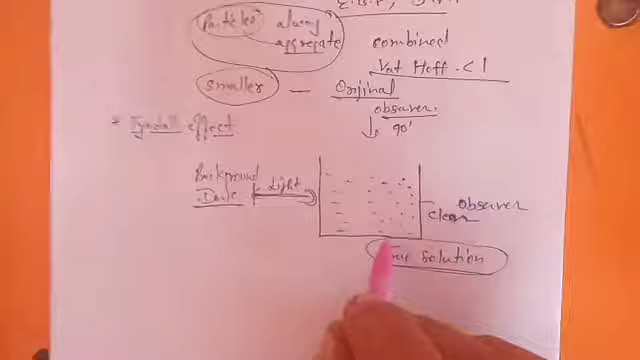 Particles always
aggregate
combined
Vat Hoff < 1
smaller — Orijinal
observer
90°
* Tyndall effect
Background
Dark
Light
observer
clear
True solution